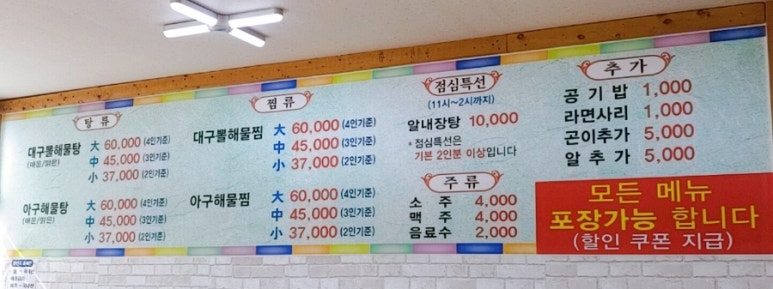 탕 류
대구뽈해물탕
(매운/맑은)
大 60,000 (4인기준)
中 45,000 (3인기준)
小 37,000 (2인기준)
아구해물탕
(매운/맑은)
大 60,000 (4인기준)
中 45,000 (3인기준)
小 37,000 (2인기준)
찜 류
대구뽈해물찜
大 60,000 (4인기준)
中 45,000 (3인기준)
小 37,000 (2인기준)
아구해물찜
大 60,000 (4인기준)
中 45,000 (3인기준)
小 37,000 (2인기준)
점심특선
(11시~2시까지)
알내장탕 10,000
* 점심특선은
기본 2인분 이상입니다
주 류
소 주 4,000
맥 주 4,000
음료수 2,000
추 가
공 기 밥 1,000
라면사리 1,000
곤이추가 5,000
알 추 가 5,000
모든 메뉴
포장가능 합니다
(할인 쿠폰 지급)